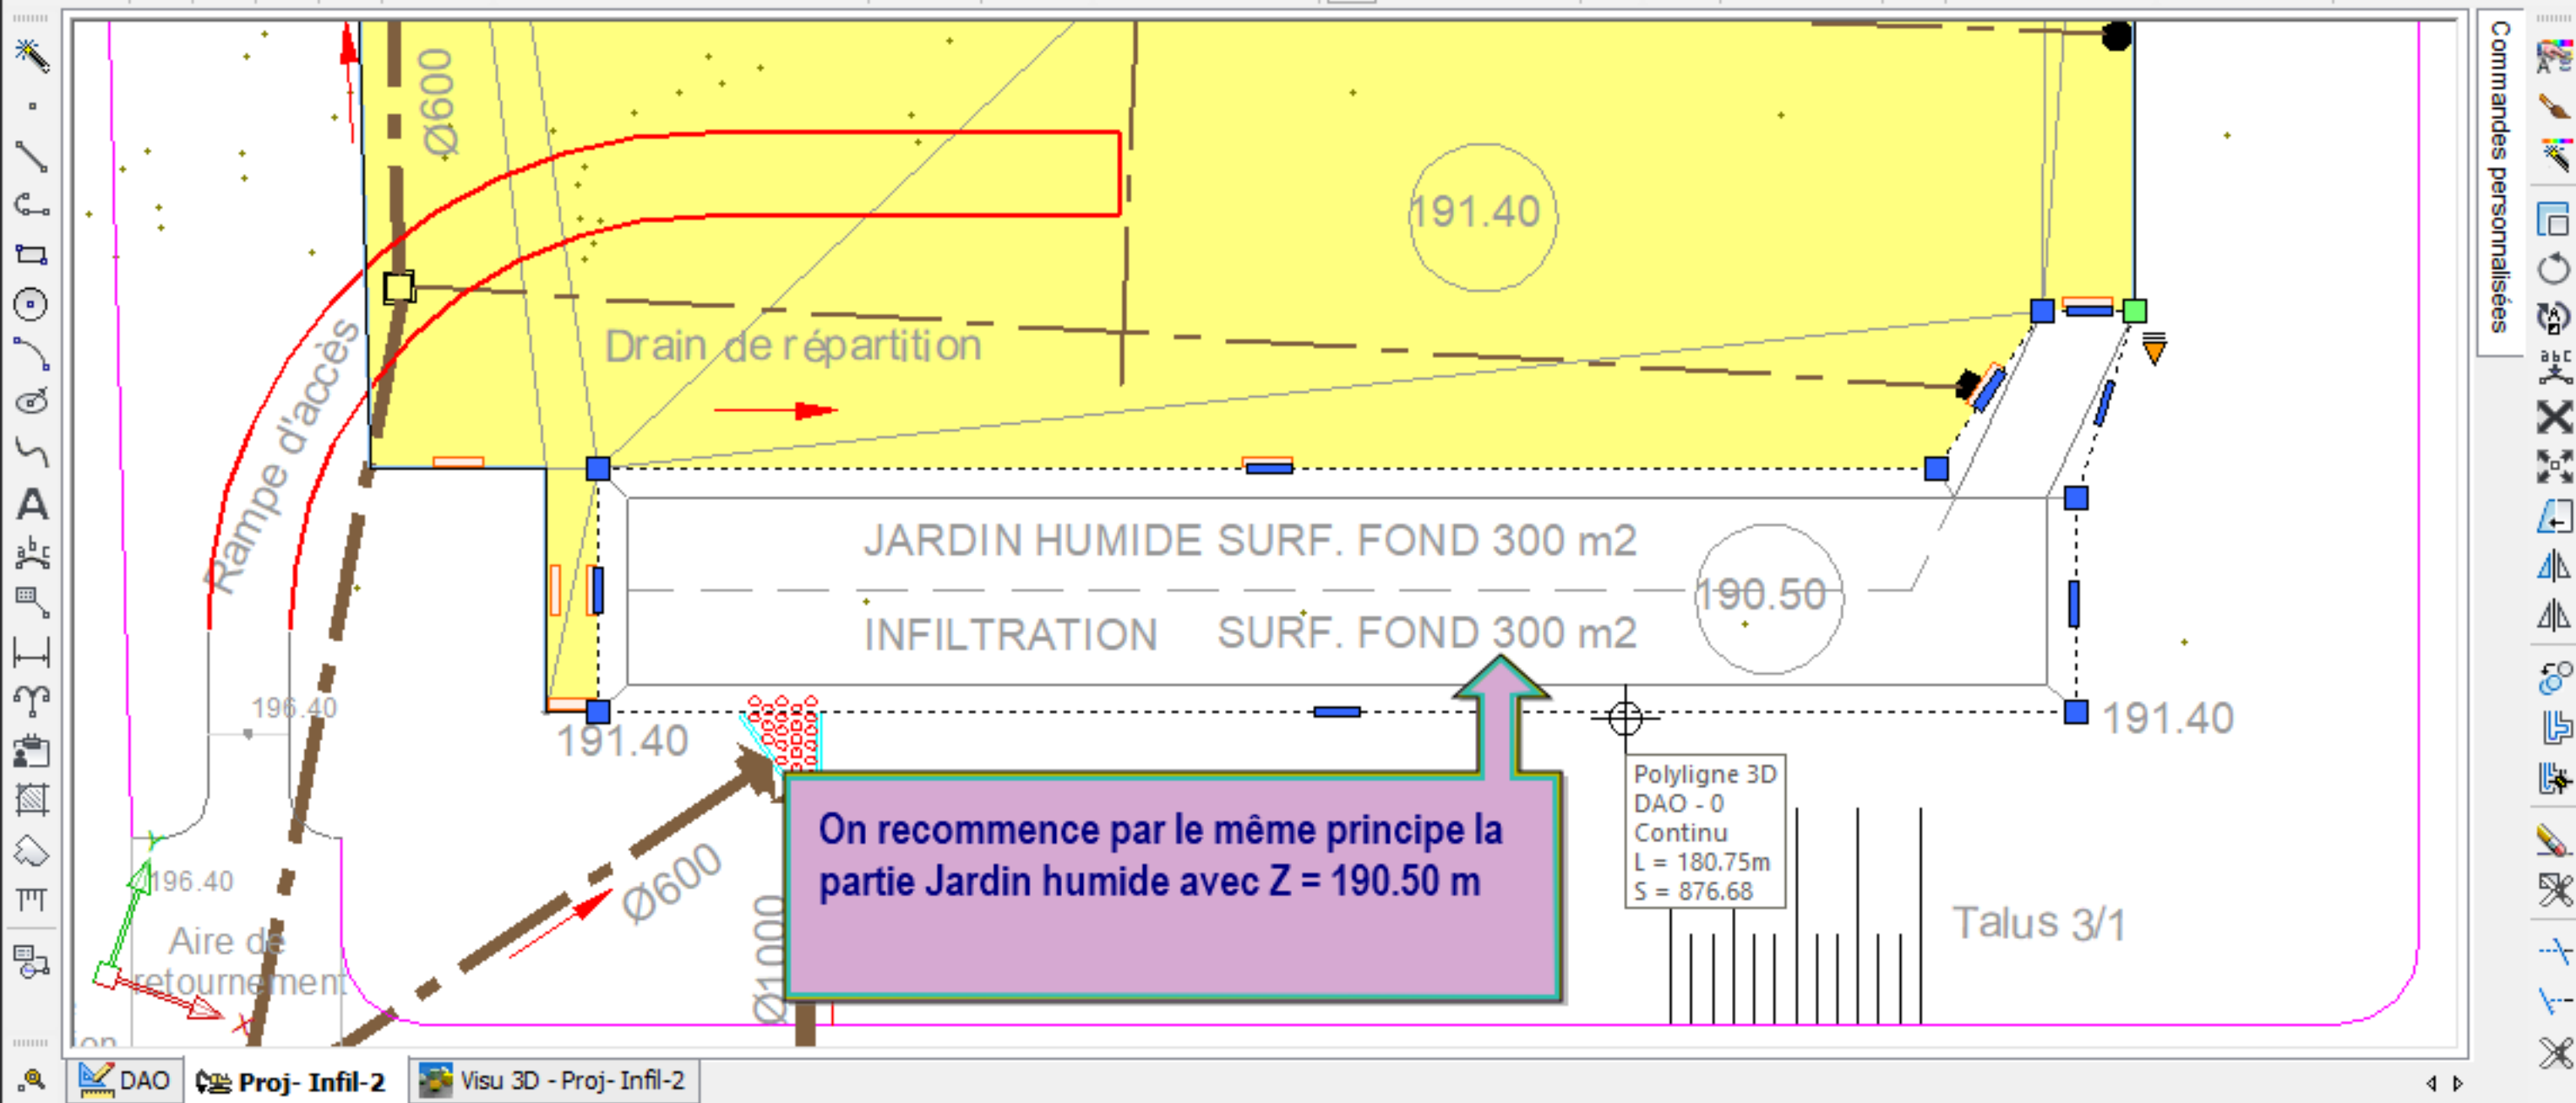 Commandes personnalisées
Ø600
191.40
Drain de répartition
Rampe d'accès
JARDIN HUMIDE SURF. FOND 300 m2
190.50
INFILTRATION SURF. FOND 300 m2
196.40
191.40
191.40
Polyligne 3D
DAO - 0
Continu
L = 180.75m
S = 876.68
On recommence par le même principe la
partie Jardin humide avec Z = 190.50 m
Ø600
Ø1000
Talus 3/1
Y
196.40
Aire de
retournement
X
ion
DAO
Proj- Infil-2
Visu 3D - Proj- Infil-2